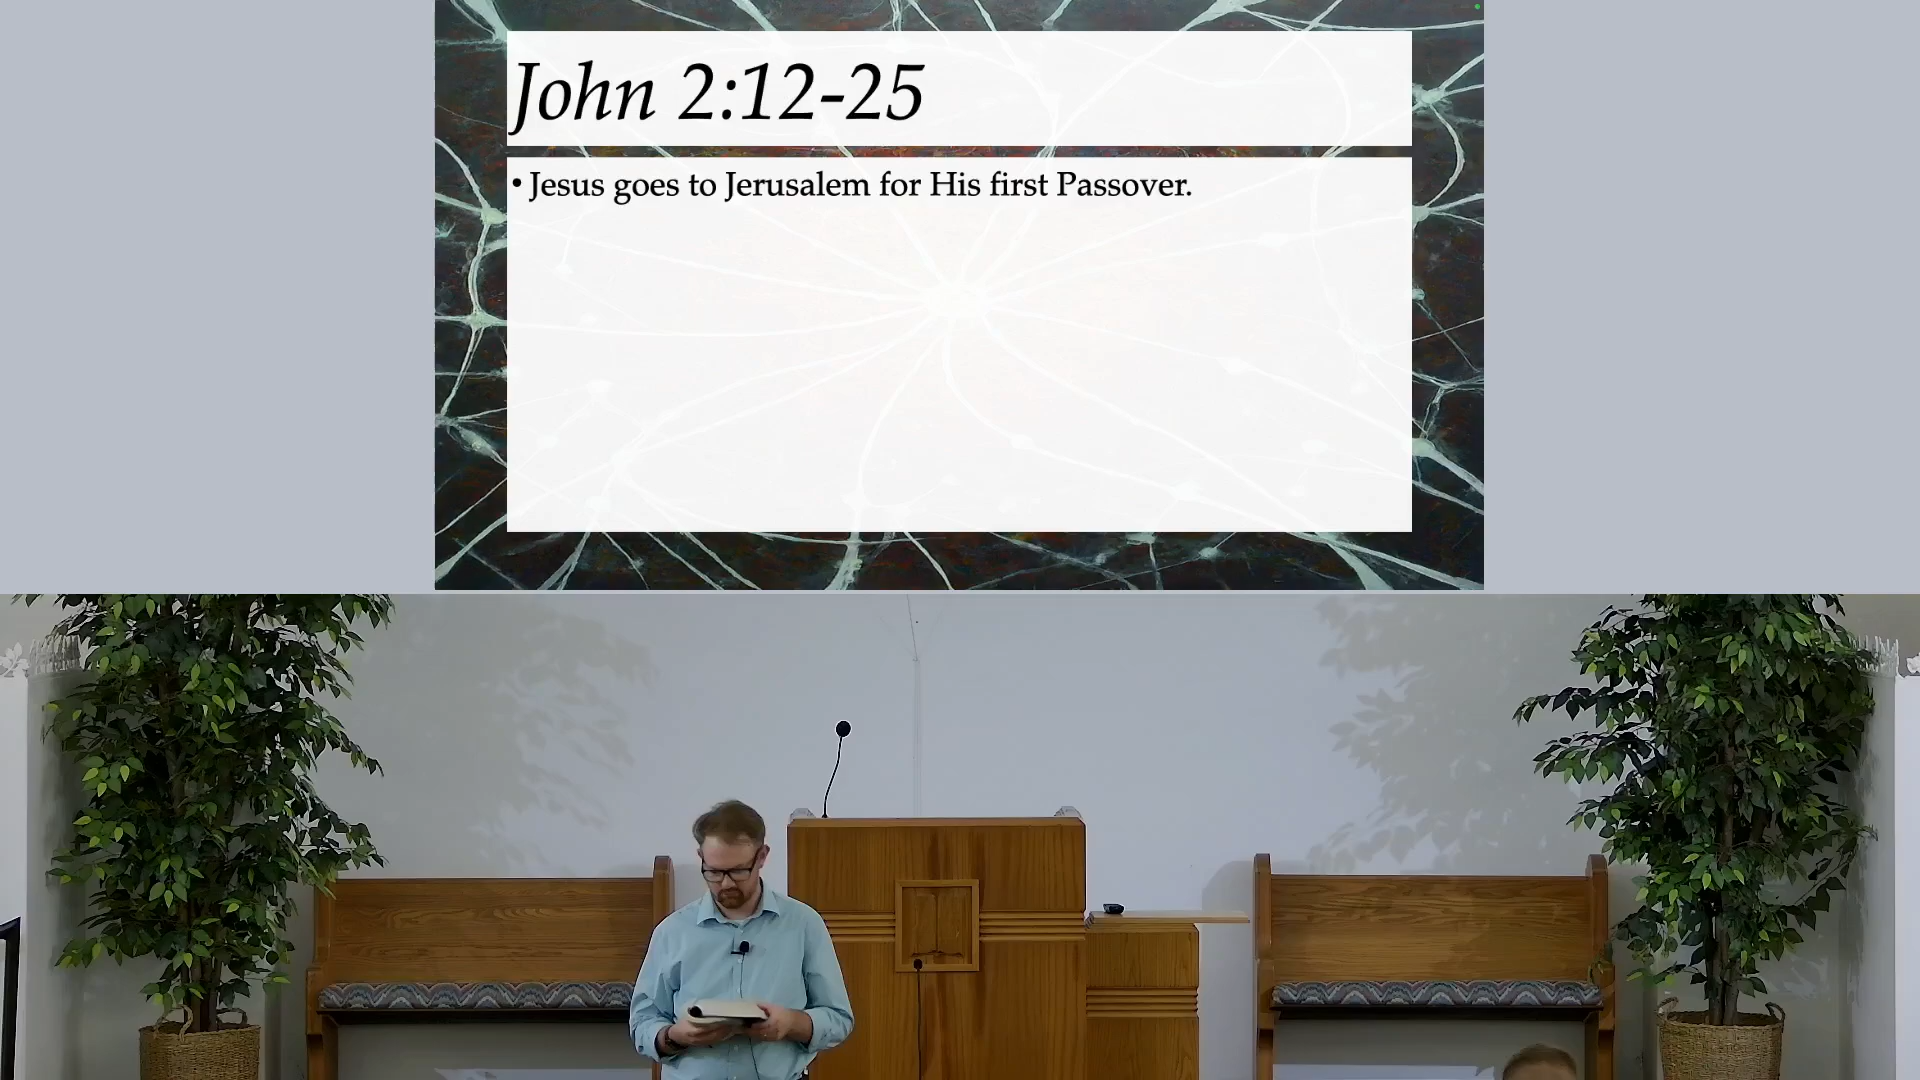 John 2:12-25
• Jesus goes to Jerusalem for His first Passover.